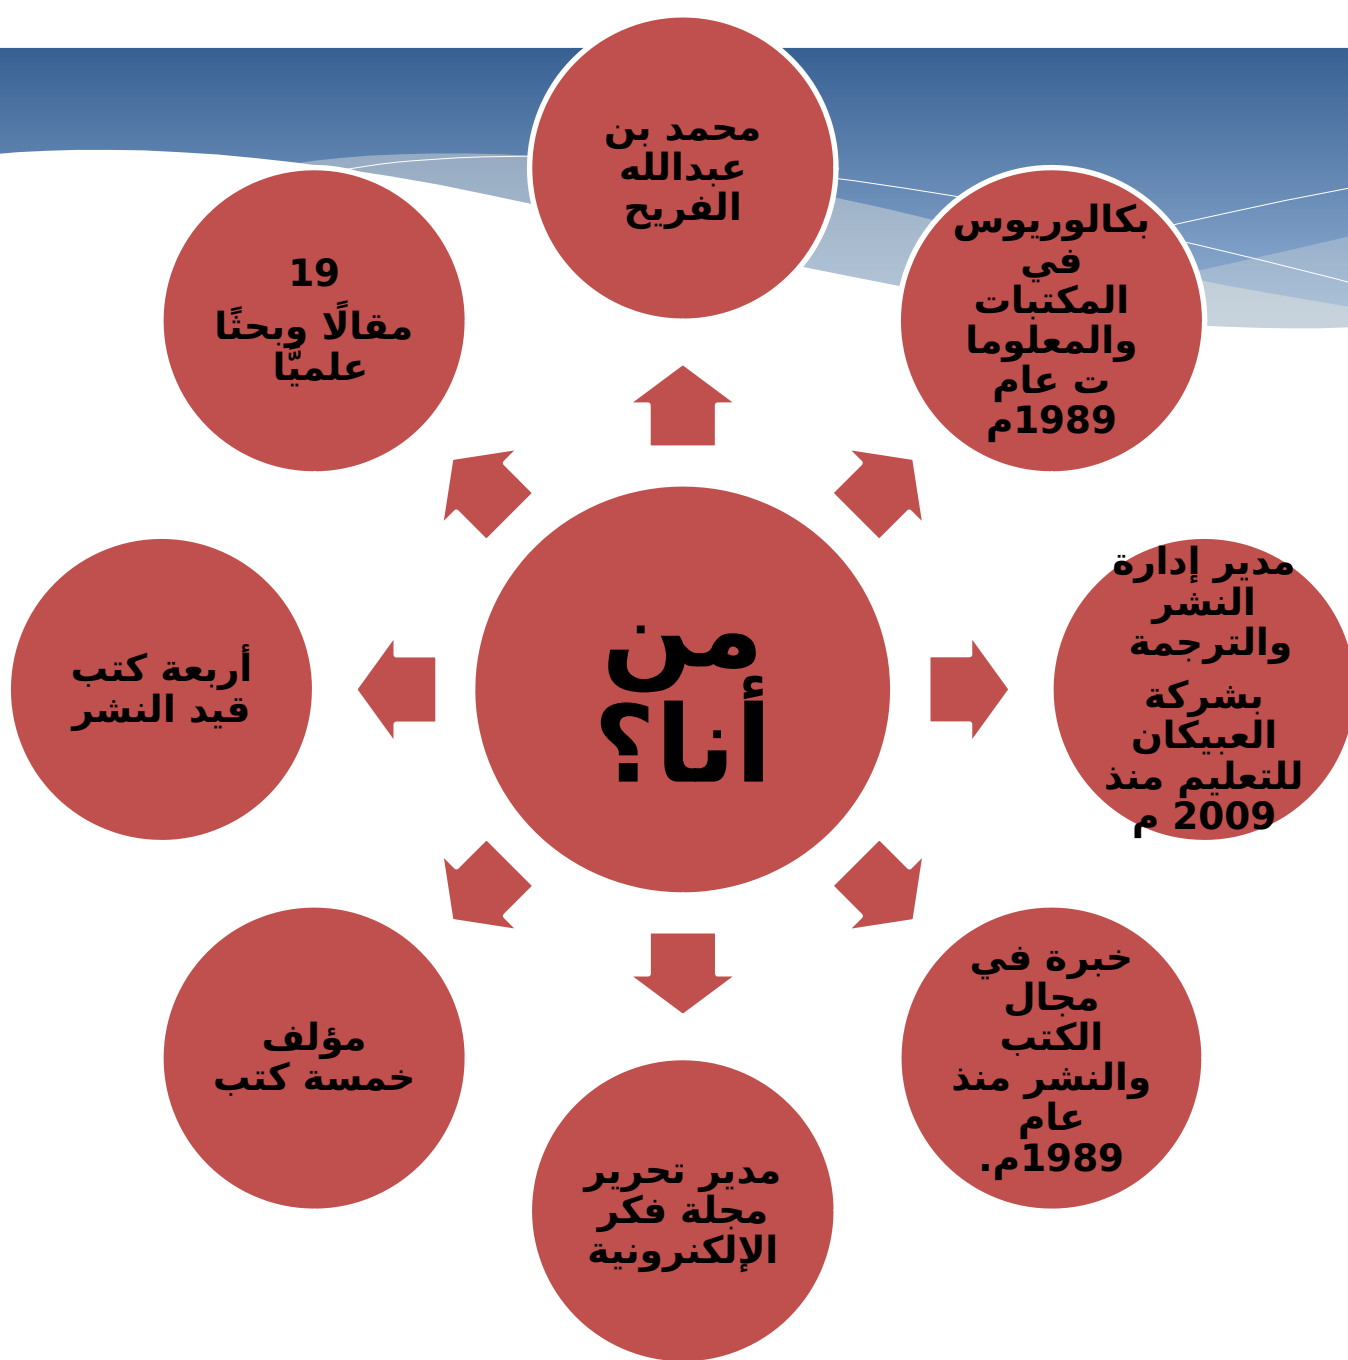 محمد بن
عبدالله
الفريح
بكالوريوس
في
المكتبات
والمعلوما
ت عام
1989م
مدير إدارة
النشر
والترجمة
بشركة
العبيكان
للتعليم منذ
2009 م
خبرة في
مجال
الكتب
والنشر منذ
عام
1989م.
مدير تحرير
مجلة فكر
الإلكترونية
مؤلف
خمسة كتب
أربعة كتب
قيد النشر
19
مقالًا وبحثًا
علميًّا
من
أنا؟